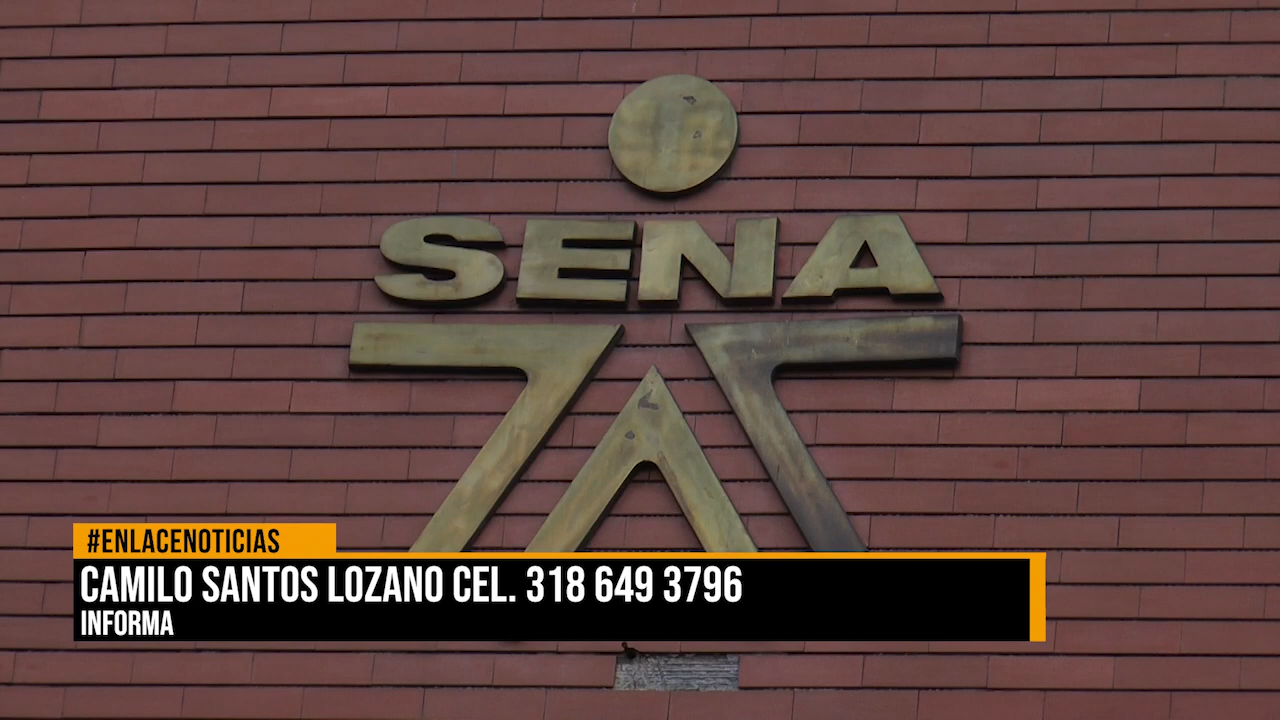 SENA
#ENLACENOTICIAS
CAMILO SANTOS LOZANO CEL. 318 649 3796
INFORMA